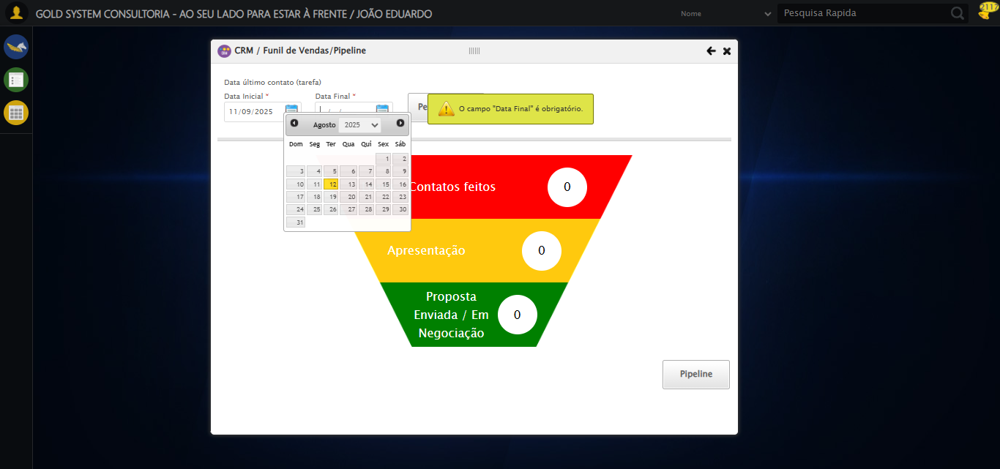 GOLD SYSTEM CONSULTORIA - AO SEU LADO PARA ESTAR À FRENTE / JOÃO EDUARDO
Nome
Pesquisa Rapida
2117
CRM / Funil de Vendas/Pipeline
Data último contato (tarefa)
Data Inicial *
Data Final *
11/09/2025
_/_/
Pe
O campo "Data Final" é obrigatório.
Agosto 2025
Dom Seg Ter Qua Qui Sex Sáb
1 2
3 4 5 6 7 8 9
10 11 12 13 14 15 16
17 18 19 20 21 22 23
24 25 26 27 28 29 30
31
Contatos feitos
0
Apresentação
0
Proposta
Enviada / Em
Negociação
0
Pipeline